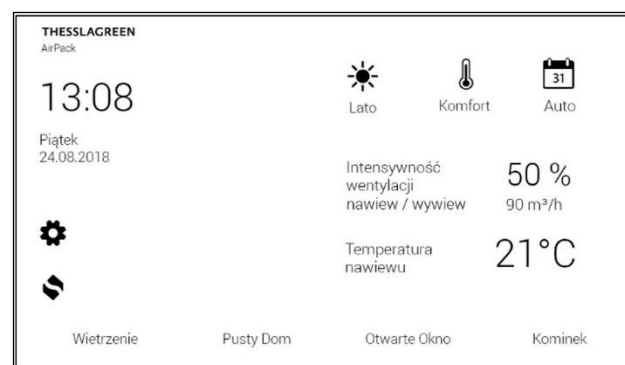 THESSLAGREEN
AirPack
13:08
Piątek
24.08.2018
31
Lato
Komfort
Auto
Intensywność
wentylacji
nawiew / wywiew
50 %
90 m³/h
Temperatura
nawiewu
21°C
Wietrzenie
Pusty Dom
Otwarte Okno
Kominek